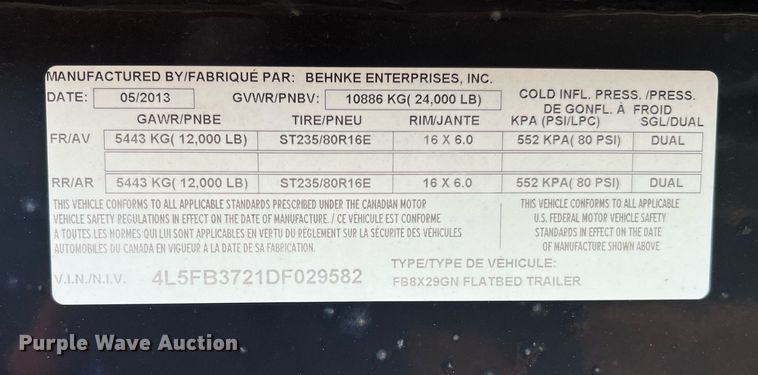 MANUFACTURED BY/FABRIQUÉ PAR: BEHNKE ENTERPRISES, INC.
DATE: 05/2013 GVWR/PNBV: 10886 KG( 24,000 LB) COLD INFL. PRESS. /PRESS. DE GONFL. À FROID
GAWR/PNBE TIRE/PNEU RIM/JANTE KPA (PSI/LPC) SGL/DUAL
FR/AV 5443 KG( 12,000 LB) ST235/80R16E 16 X 6.0 552 KPA( 80 PSI) DUAL
RR/AR 5443 KG( 12,000 LB) ST235/80R16E 16 X 6.0 552 KPA( 80 PSI) DUAL
THIS VEHICLE CONFORMS TO ALL APPLICABLE STANDARDS PRESCRIBED UNDER THE CANADIAN MOTOR
VEHICLE SAFETY REGULATIONS IN EFFECT ON THE DATE OF MANUFACTURE. / CE VÉHICULE EST CONFORME
À TOUTES LES NORMES QUI LUI SONT APPLICABLES EN VERTU DU RÈGLEMENT SUR LA SÉCURITÉ DES VÉHICULES
AUTOMOBILES DU CANADA EN VIGUEUR À LA DATE DE SA FABRICATION.
THIS VEHICLE CONFORMS TO ALL APPLICABLE
U.S. FEDERAL MOTOR VEHICLE SAFETY
STANDARDS IN EFFECT ON THE DATE
OF MANUFACTURE SHOWN ABOVE
V.I.N./N.I.V. 4L5FB3721DF029582
TYPE/TYPE DE VÉHICULE:
FB8X29GN FLATBED TRAILER
Purple Wave Auction